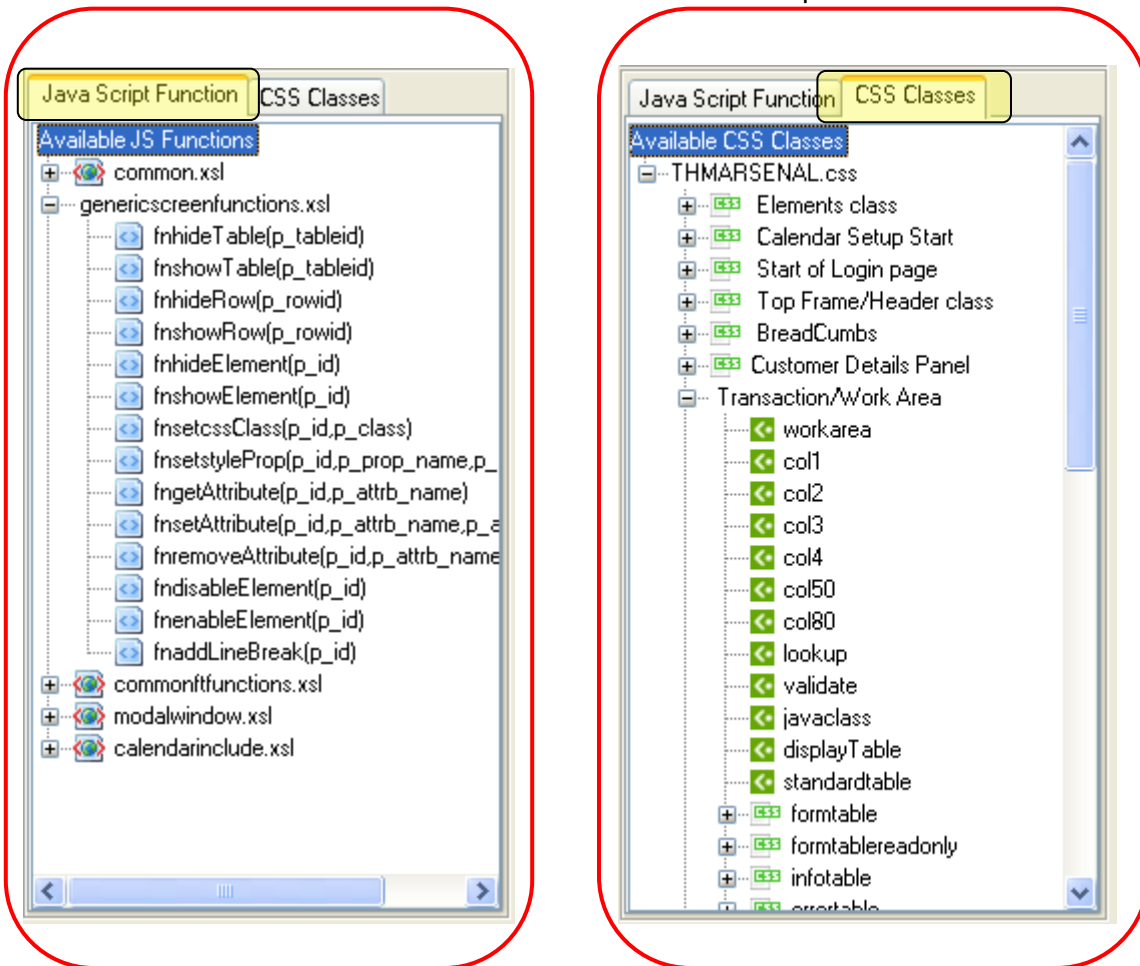 Java Script Function
CSS Classes
Available JS Functions
common.xsl
genericscreenfunctions.xsl
fnhideTable(p_tableid)
fnshowTable(p_tableid)
fnhideRow(p_rowid)
fnshowRow(p_rowid)
fnhideElement(p_id)
fnshowElement(p_id)
fnsetcssClass(p_id,p_class)
fnsetstyleProp(p_id,p_prop_name,p_
fngetAttribute(p_id,p_attrb_name)
fnsetAttribute(p_id,p_attrb_name,p_a
fnremoveAttribute(p_id,p_attrb_name
fndisableElement(p_id)
fnenableElement(p_id)
fnaddLineBreak(p_id)
commonftfunctions.xsl
modalwindow.xsl
calendarinclude.xsl
Java Script Function
CSS Classes
Available CSS Classes
THMARSENAL.css
Elements class
Calendar Setup Start
Start of Login page
Top Frame/Header class
BreadCumbs
Customer Details Panel
Transaction/Work Area
workarea
col1
col2
col3
col4
col50
col80
lookup
validate
javaclass
displayTable
standardtable
formtable
formtablereadonly
infotable